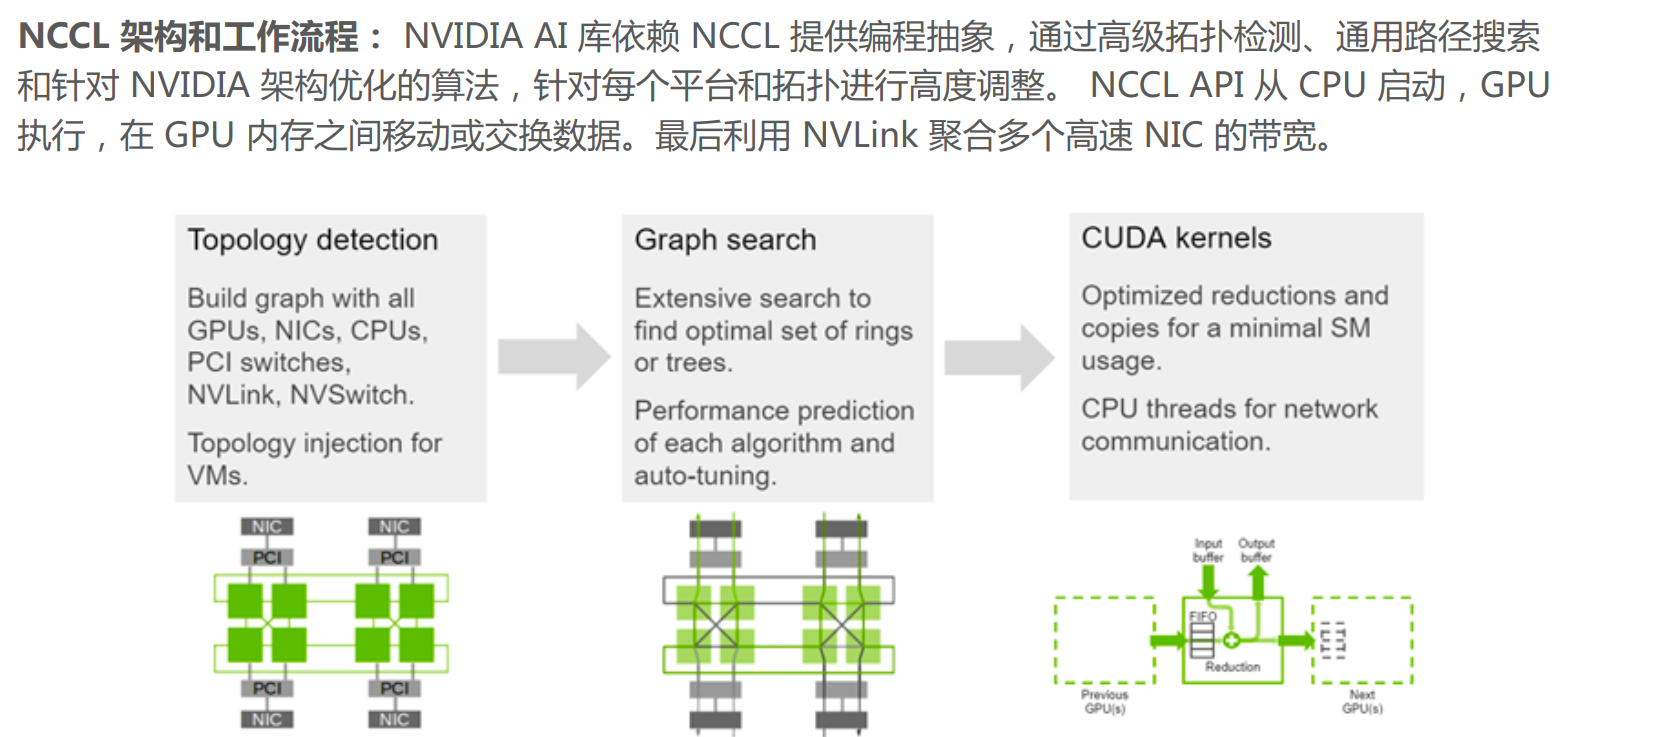 NCCL 架构和工作流程： NVIDIA AI 库依赖 NCCL 提供编程抽象，通过高级拓扑检测、通用路径搜索
和针对 NVIDIA 架构优化的算法，针对每个平台和拓扑进行高度调整。 NCCL API 从 CPU 启动，GPU
执行，在 GPU 内存之间移动或交换数据。最后利用 NVLink 聚合多个高速 NIC 的带宽。
Topology detection
Build graph with all
GPUs, NICs, CPUs,
PCI switches,
NVLink, NVSwitch.
Topology injection for
VMs.
Graph search
Extensive search to
find optimal set of rings
or trees.
Performance prediction
of each algorithm and
auto-tuning.
CUDA kernels
Optimized reductions and
copies for a minimal SM
usage.
CPU threads for network
communication.
NIC NIC
PCI PCI
PCI PCI
NIC NIC
Input
buffer
Output
buffer
FIFO
Reduction
Previous
GPU(s)
Next
GPU(s)